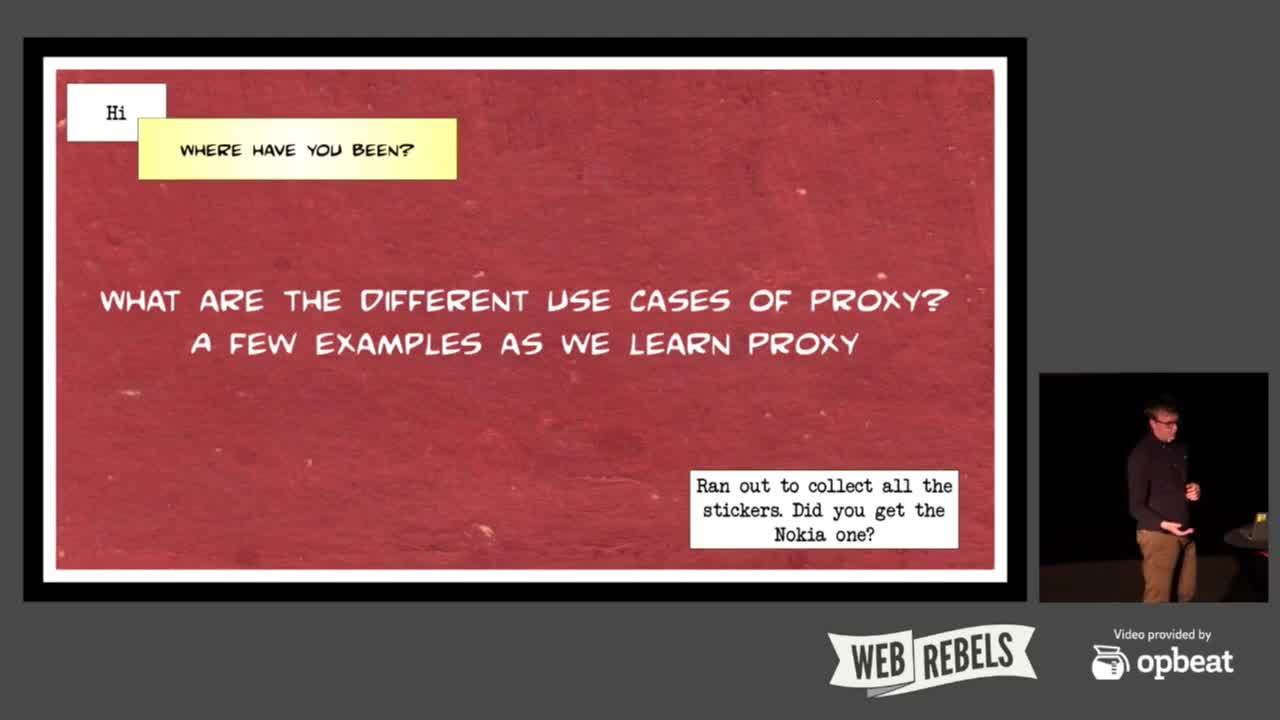 Hi
WHERE HAVE YOU BEEN?
WHAT ARE THE DIFFERENT USE CASES OF PROXY?
A FEW EXAMPLES AS WE LEARN PROXY
Ran out to collect all the
stickers. Did you get the
Nokia one?
WEB REBELS
Video provided by
opbeat